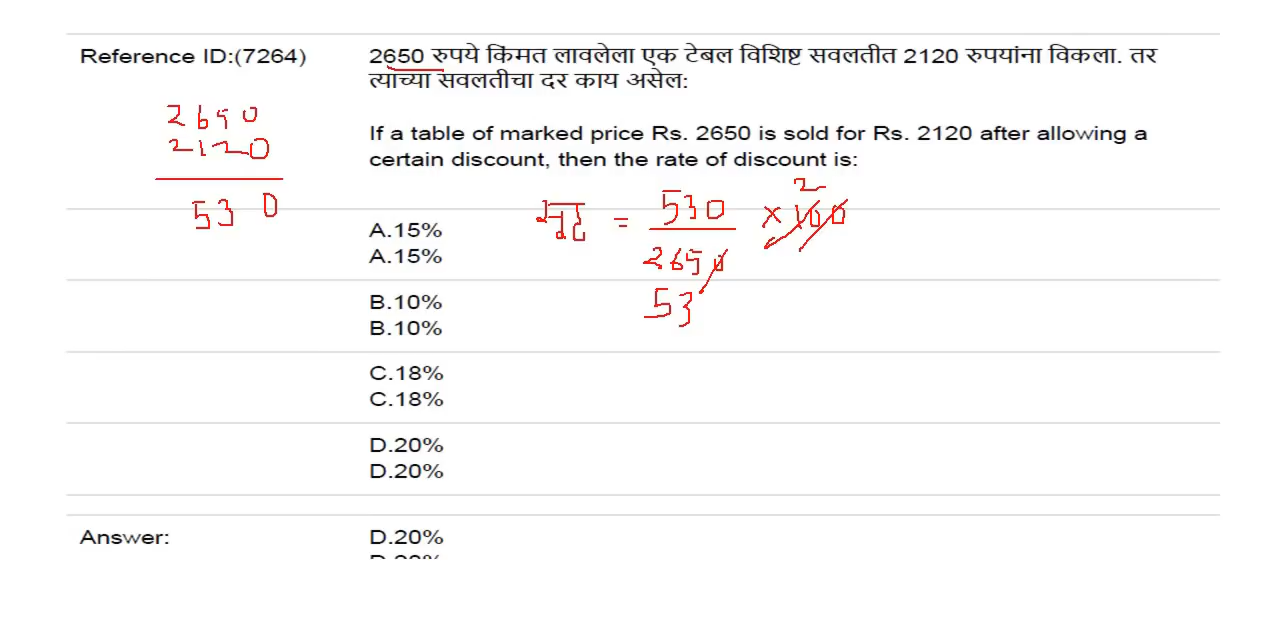 Reference ID:(7264)
2650 रुपये किंमत लावलेला एक टेबल विशिष्ट सवलतीत 2120 रुपयांना विकला. तर
त्याच्या सवलतीचा दर काय असेल:
If a table of marked price Rs. 2650 is sold for Rs. 2120 after allowing a
certain discount, then the rate of discount is:
2650
2120
530
= 530 × 100
2
2650
53
A.15%
A.15%
B.10%
B.10%
C.18%
C.18%
D.20%
D.20%
Answer:
D.20%